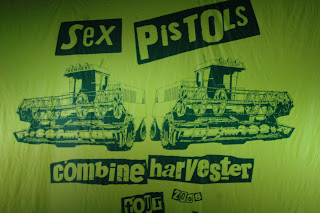 sex PISTOLS
combine harvester
tour 2008